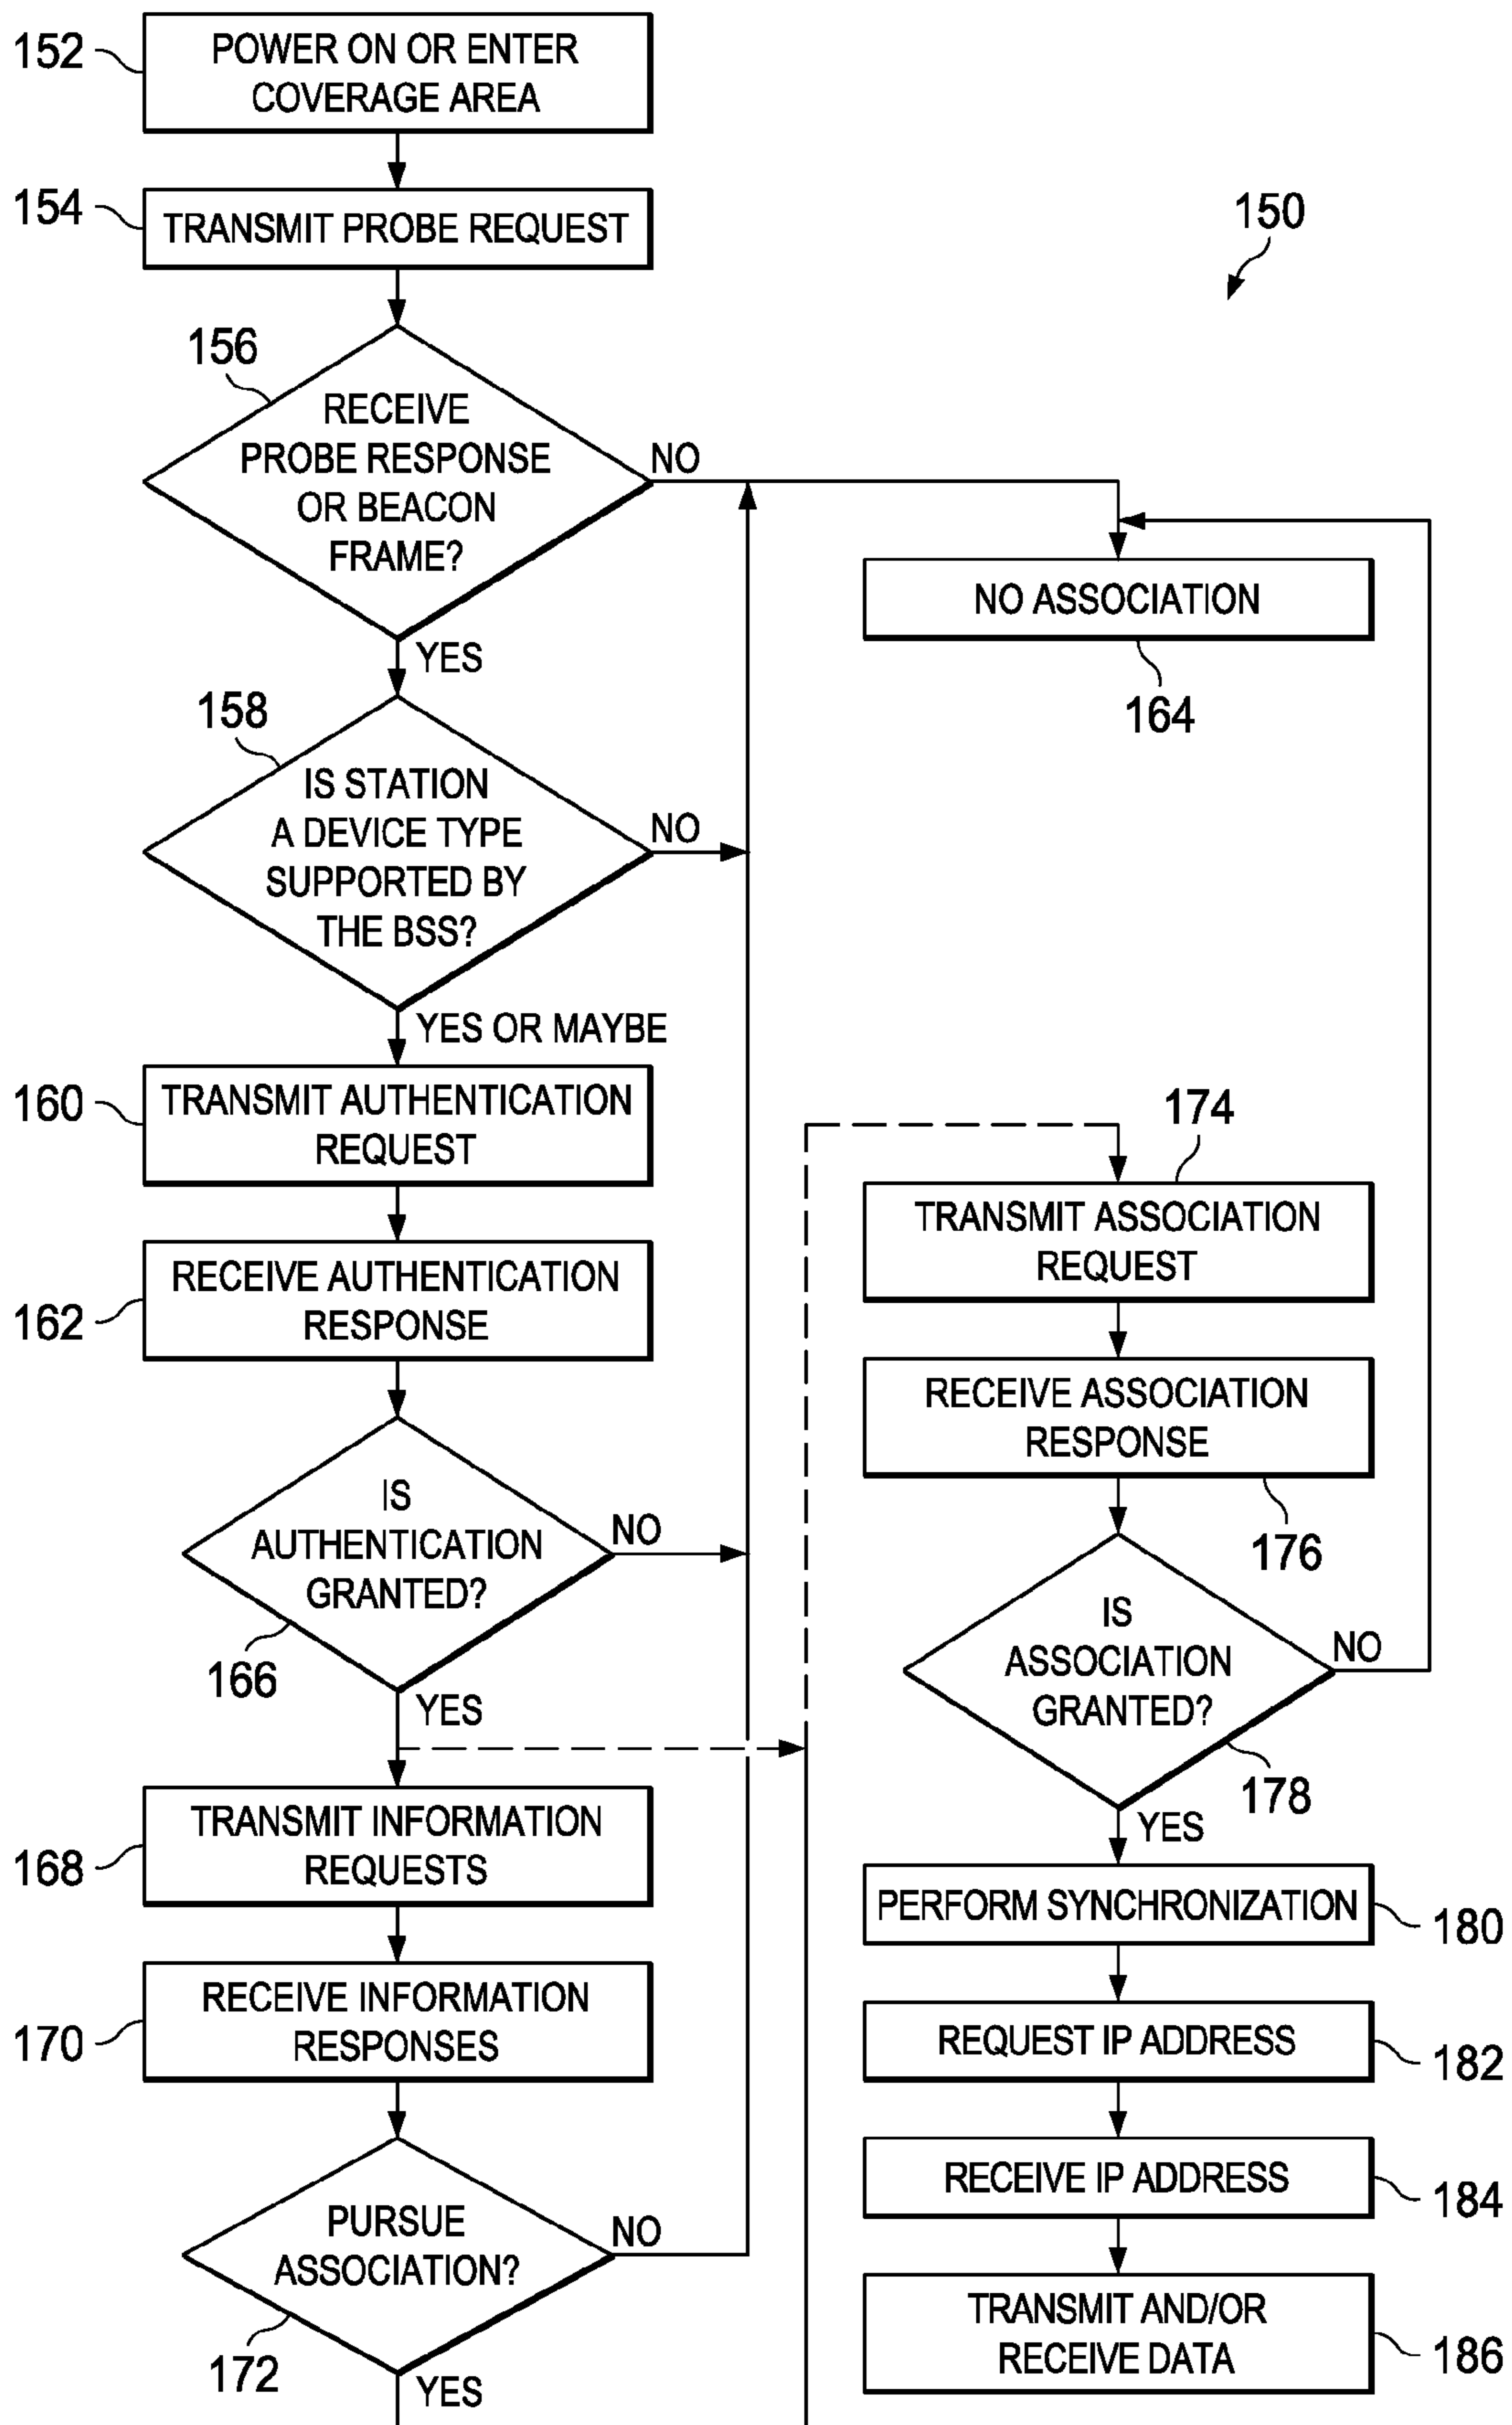 152
POWER ON OR ENTER
COVERAGE AREA
154
TRANSMIT PROBE REQUEST
150
156
RECEIVE
PROBE RESPONSE
OR BEACON
FRAME?
NO
YES
NO ASSOCIATION
164
158
IS STATION
A DEVICE TYPE
SUPPORTED BY
THE BSS?
NO
YES OR MAYBE
160
TRANSMIT AUTHENTICATION
REQUEST
162
RECEIVE AUTHENTICATION
RESPONSE
IS
AUTHENTICATION
GRANTED?
NO
166
YES
168
TRANSMIT INFORMATION
REQUESTS
170
RECEIVE INFORMATION
RESPONSES
PURSUE
ASSOCIATION?
NO
172
YES
174
TRANSMIT ASSOCIATION
REQUEST
RECEIVE ASSOCIATION
RESPONSE
176
IS
ASSOCIATION
GRANTED?
NO
178
YES
PERFORM SYNCHRONIZATION
180
REQUEST IP ADDRESS
182
RECEIVE IP ADDRESS
184
TRANSMIT AND/OR
RECEIVE DATA
186